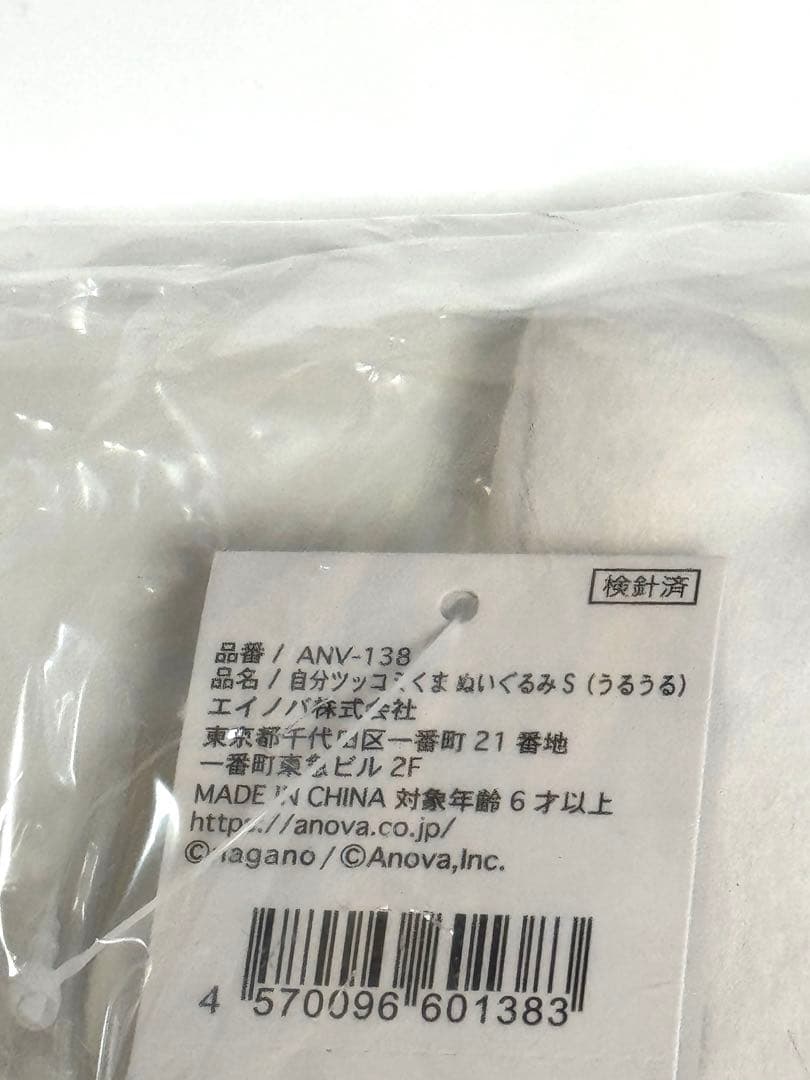 検針済
品番 / ANV-138
品名 / 自分ツッコミくま ぬいぐるみS（うるうる）
エイノバ株式会社
東京都千代田区一番町 21 番地
一番町東急ビル 2F
MADE IN CHINA 対象年齢 6 才以上
https://anova.co.jp/
©nagano / ©Anova,Inc.
4 570096 601383